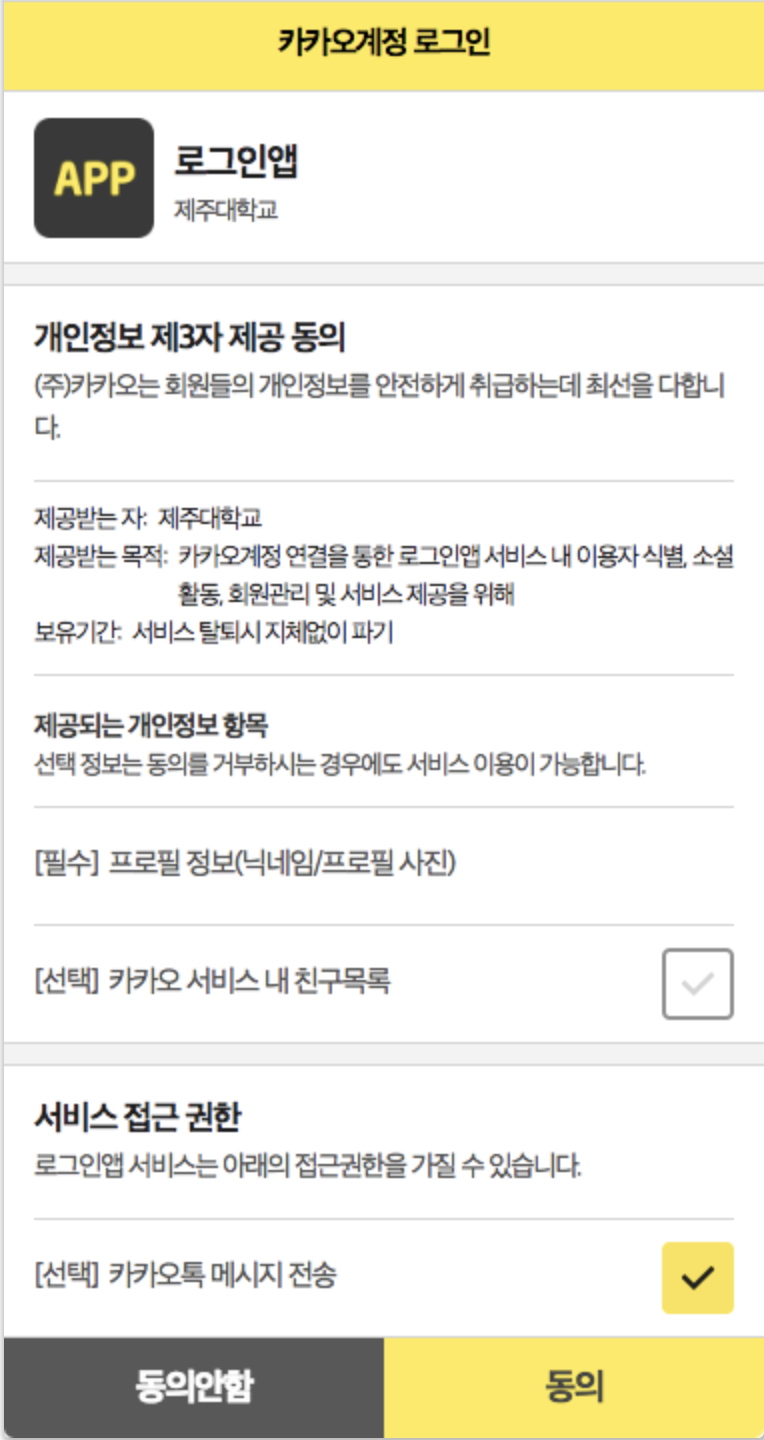 카카오계정 로그인
APP
로그인앱
제주대학교
개인정보 제3자 제공 동의
(주)카카오는 회원들의 개인정보를 안전하게 취급하는데 최선을 다합니
다.
제공받는 자: 제주대학교
제공받는 목적: 카카오계정 연결을 통한 로그인앱 서비스 내 이용자 식별, 소셜
활동, 회원관리 및 서비스 제공을 위해
보유기간: 서비스 탈퇴시 지체없이 파기
제공되는 개인정보 항목
선택 정보는 동의를 거부하시는 경우에도 서비스 이용이 가능합니다.
[필수] 프로필 정보(닉네임/프로필 사진)
[선택] 카카오 서비스 내 친구목록
서비스 접근 권한
로그인앱 서비스는 아래의 접근권한을 가질 수 있습니다.
[선택] 카카오톡 메시지 전송
동의안함
동의